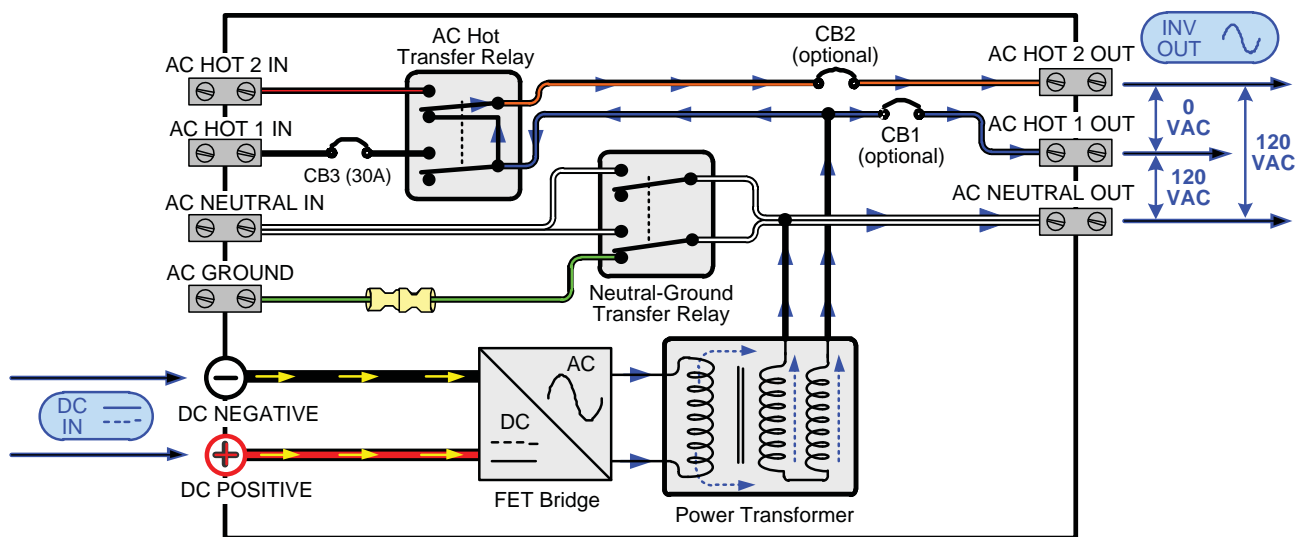 AC Hot
Transfer Relay
CB2
(optional)
INV
OUT
AC HOT 2 IN
AC HOT 2 OUT
AC HOT 1 IN
CB3 (30A)
CB1
(optional)
AC HOT 1 OUT
0
VAC
120
VAC
120
VAC
AC NEUTRAL IN
AC NEUTRAL OUT
AC GROUND
Neutral-Ground
Transfer Relay
DC
IN
DC NEGATIVE
DC POSITIVE
AC
DC
FET Bridge
Power Transformer